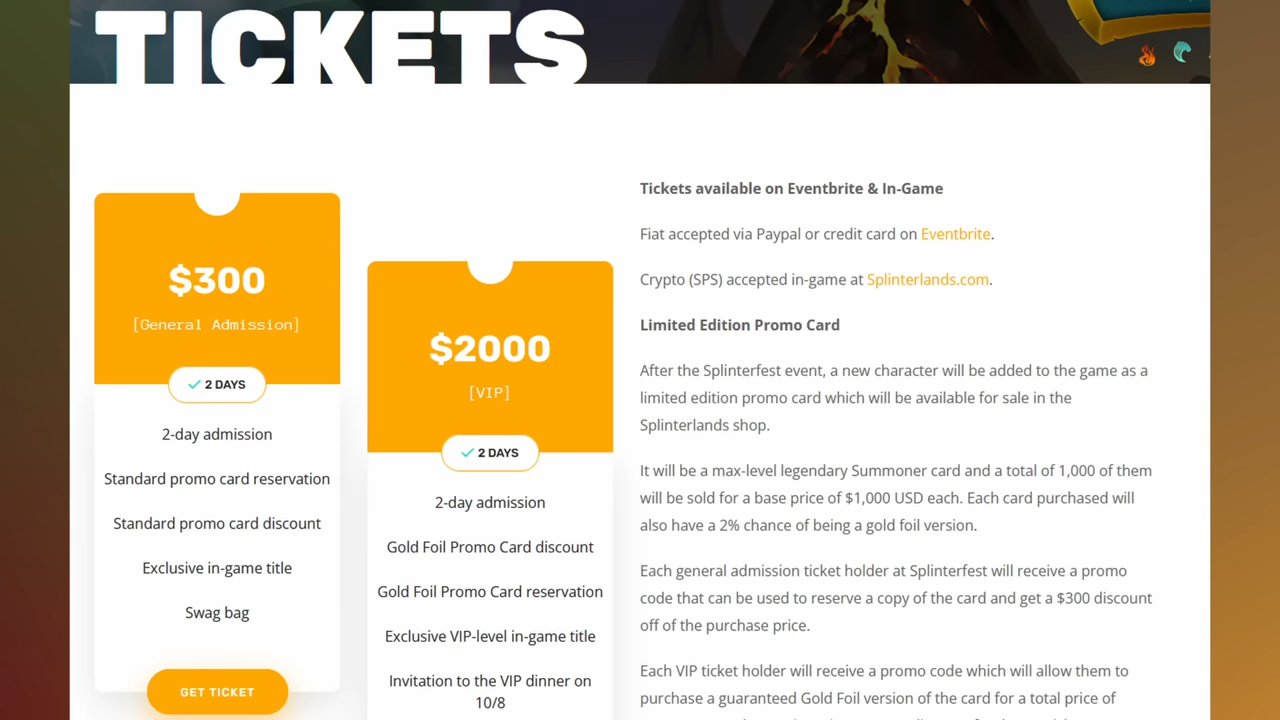 TICKETS
$300
[General Admission]
2 DAYS
2-day admission
Standard promo card reservation
Standard promo card discount
Exclusive in-game title
Swag bag
GET TICKET
$2000
[VIP]
2 DAYS
2-day admission
Gold Foil Promo Card discount
Gold Foil Promo Card reservation
Exclusive VIP-level in-game title
Invitation to the VIP dinner on
10/8
Tickets available on Eventbrite & In-Game
Fiat accepted via Paypal or credit card on Eventbrite.
Crypto (SPS) accepted in-game at Splinterlands.com.
Limited Edition Promo Card
After the Splinterfest event, a new character will be added to the game as a
limited edition promo card which will be available for sale in the
Splinterlands shop.
It will be a max-level legendary Summoner card and a total of 1,000 of them
will be sold for a base price of $1,000 USD each. Each card purchased will
also have a 2% chance of being a gold foil version.
Each general admission ticket holder at Splinterfest will receive a promo
code that can be used to reserve a copy of the card and get a $300 discount
off of the purchase price.
Each VIP ticket holder will receive a promo code which will allow them to
purchase a guaranteed Gold Foil version of the card for a total price of